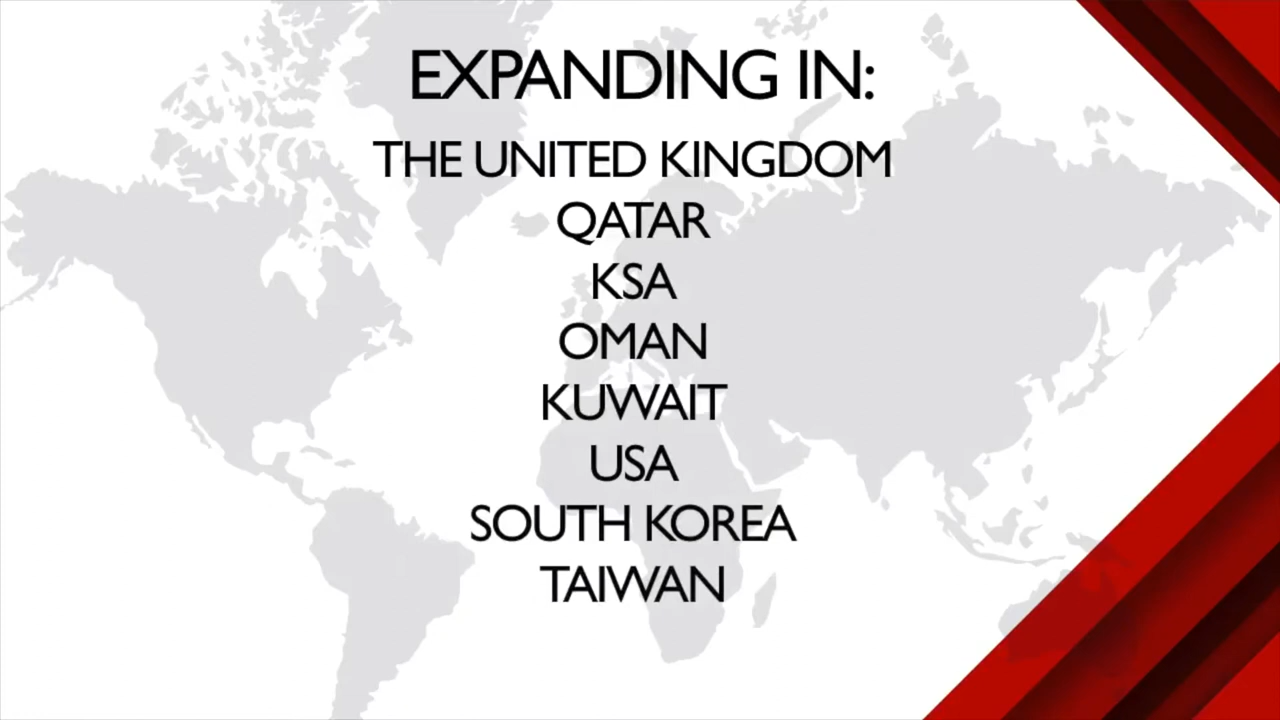 EXPANDING IN:
THE UNITED KINGDOM
QATAR
KSA
OMAN
KUWAIT
USA
SOUTH KOREA
TAIWAN